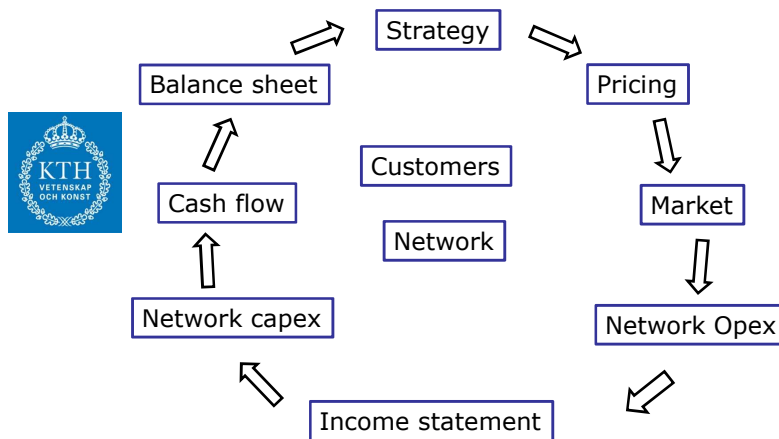 Strategy
Balance sheet
Pricing
KTH
VETENSKAP
OCH KONST
Customers
Cash flow
Market
Network
Network capex
Network Opex
Income statement